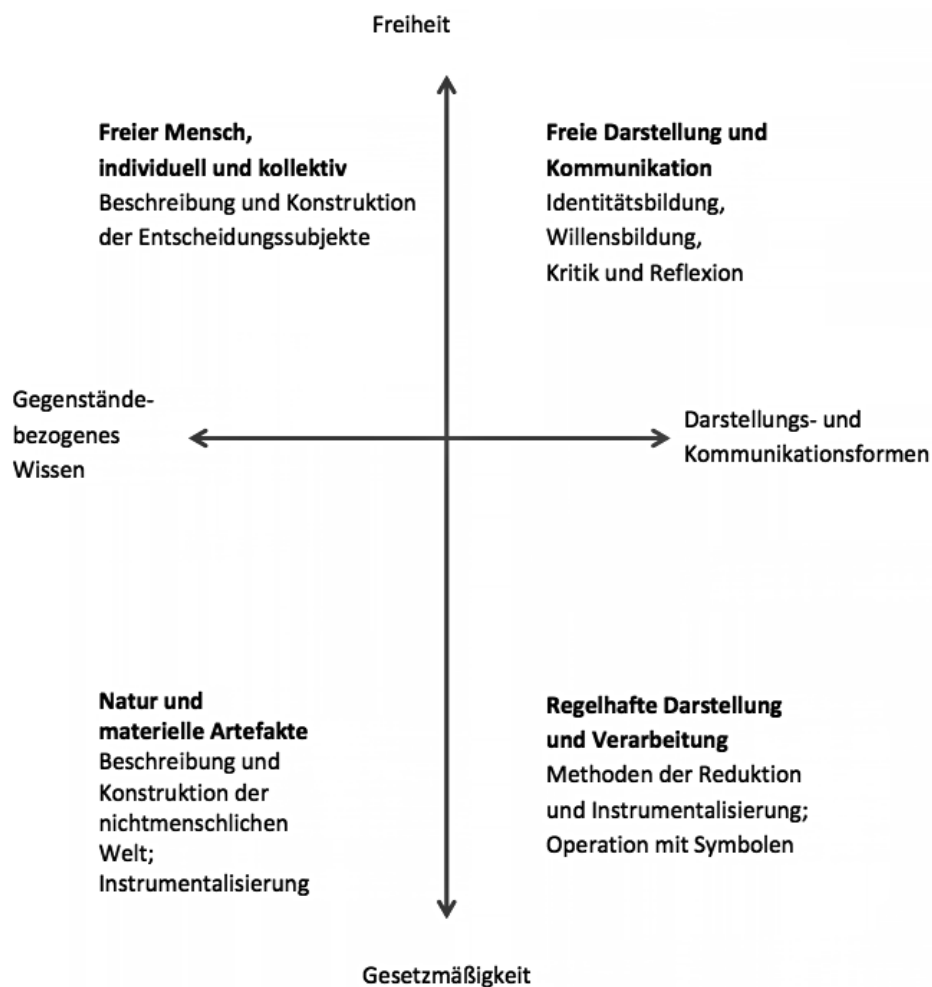 Freiheit
Freier Mensch,
individuell und kollektiv
Beschreibung und Konstruktion
der Entscheidungssubjekte
Freie Darstellung und
Kommunikation
Identitätsbildung,
Willensbildung,
Kritik und Reflexion
Gegenstände-
bezogenes
Wissen
Darstellungs- und
Kommunikationsformen
Natur und
materielle Artefakte
Beschreibung und
Konstruktion der
nichtmenschlichen
Welt;
Instrumentalisierung
Regelhafte Darstellung
und Verarbeitung
Methoden der Reduktion
und Instrumentalisierung;
Operation mit Symbolen
Gesetzmäßigkeit